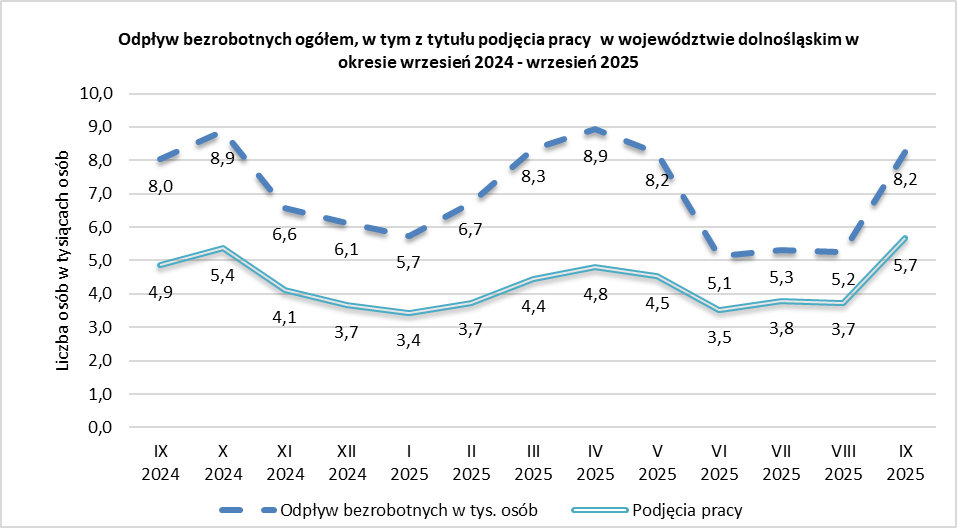 Odpływ bezrobotnych ogółem, w tym z tytułu podjęcia pracy w województwie dolnośląskim w
okresie wrzesień 2024 - wrzesień 2025
Liczba osób w tysiącach osób
10,0
9,0
8,0
7,0
6,0
5,0
4,0
3,0
2,0
1,0
0,0
8,0 8,9 6,6 6,1 5,7 6,7 8,3 8,9 8,2 5,1 5,3 5,2 8,2
4,9 5,4 4,1 3,7 3,4 3,7 4,4 4,8 4,5 3,5 3,8 3,7 5,7
IX X XI XII I II III IV V VI VII VIII IX
2024 2024 2024 2024 2025 2025 2025 2025 2025 2025 2025 2025 2025
Odpływ bezrobotnych w tys. osób Podjęcia pracy